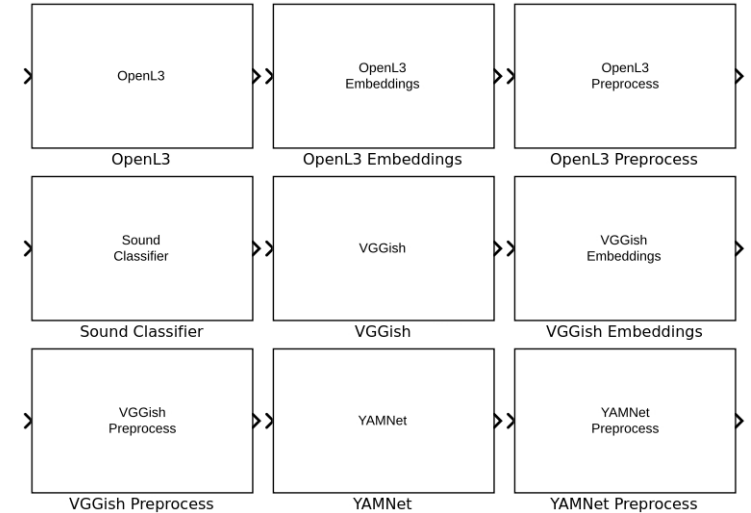 OpenL3
OpenL3
Embeddings
OpenL3
Preprocess
OpenL3
OpenL3 Embeddings
OpenL3 Preprocess
Sound
Classifier
VGGish
VGGish
Embeddings
Sound Classifier
VGGish
VGGish Embeddings
VGGish
Preprocess
YAMNet
YAMNet
Preprocess
VGGish Preprocess
YAMNet
YAMNet Preprocess